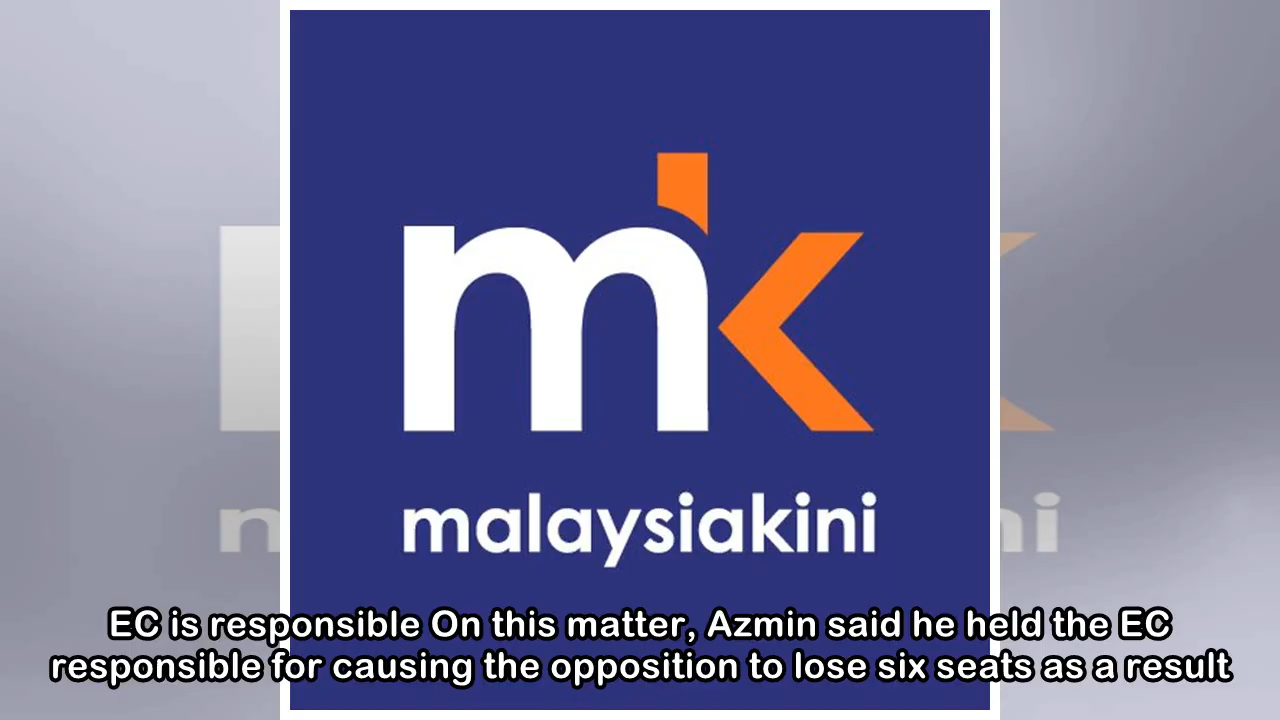 mk
malaysiakini
ni
EC is responsible On this matter, Azmin said he held the EC
responsible for causing the opposition to lose six seats as a result